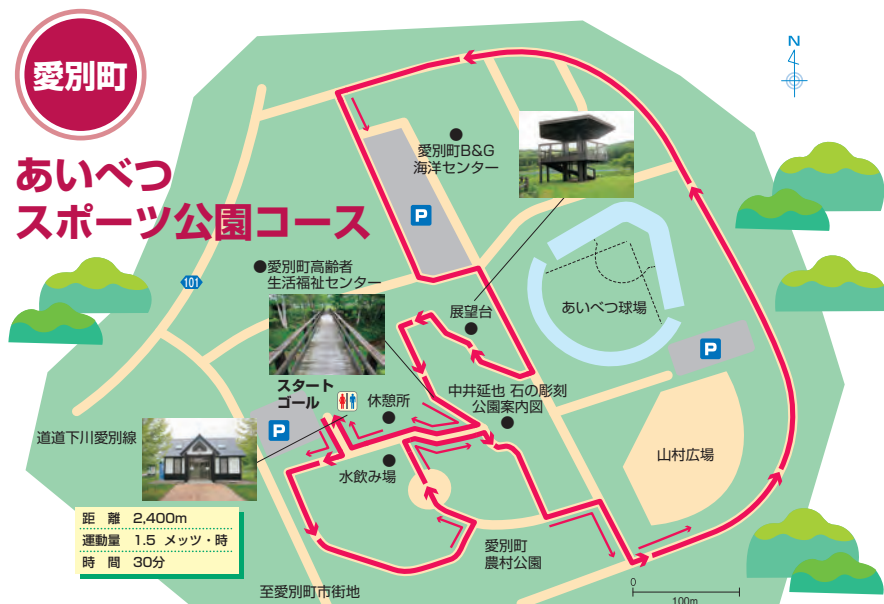 愛別町
あいべつ
スポーツ公園コース
N
愛別町B&G
海洋センター
P
101
愛別町高齢者
生活福祉センター
展望台
あいべつ球場
P
スタート
ゴール
休憩所
中井延也 石の彫刻
公園案内図
P
道道下川愛別線
水飲み場
山村広場
距 離 2,400m
運動量 1.5 メッツ・時
時 間 30分
愛別町
農村公園
至愛別町市街地
0
100m